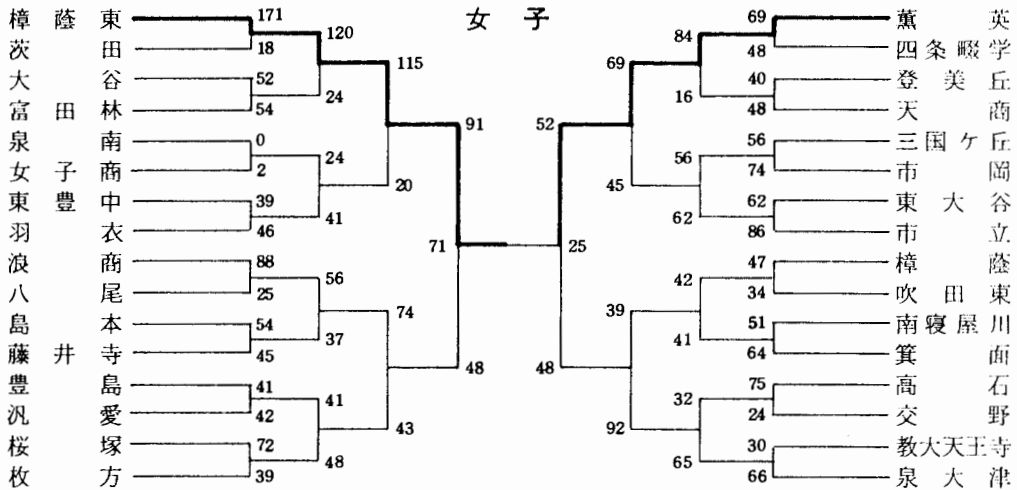 女子
樟蔭東 171
茨田 18
大谷 52
富田林 54
泉南 0
女子商 2
東豊中 39
羽衣 46
浪商 88
八尾 25
島本 54
藤井寺 45
豊島 41
汎愛 42
桜塚 72
枚方 39
120
24
24
41
56
37
41
48
115
20
74
43
91
48
71
25
52
48
69
45
39
92
84
16
56
62
42
41
32
65
69 薫英
48 四条畷学
40 登美丘
48 天商
56 三国ケ丘
74 市岡
62 東大谷
86 市立
47 樟蔭
34 吹田東
51 南寝屋川
64 箕面
75 高石
24 交野
30 教大天王寺
66 泉大津